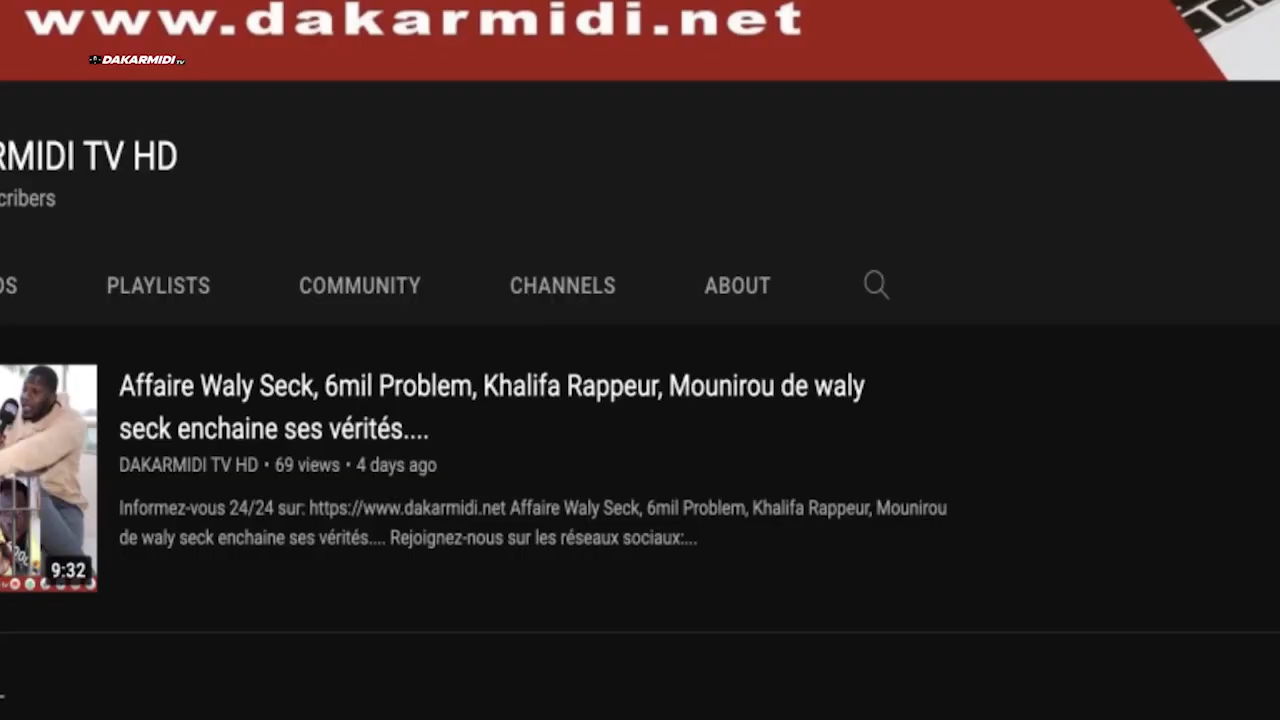 www.dakarmidi.net
DAKARMIDI TV
RMIDI TV HD
cribers
OS PLAYLISTS COMMUNITY CHANNELS ABOUT
Affaire Waly Seck, 6mil Problem, Khalifa Rappeur, Mounirou de waly
seck enchaine ses vérités....
DAKARMIDI TV HD • 69 views • 4 days ago
Informez-vous 24/24 sur: https://www.dakarmidi.net Affaire Waly Seck, 6mil Problem, Khalifa Rappeur, Mounirou
de waly seck enchaine ses vérités.... Rejoignez-nous sur les réseaux sociaux:...
9:32